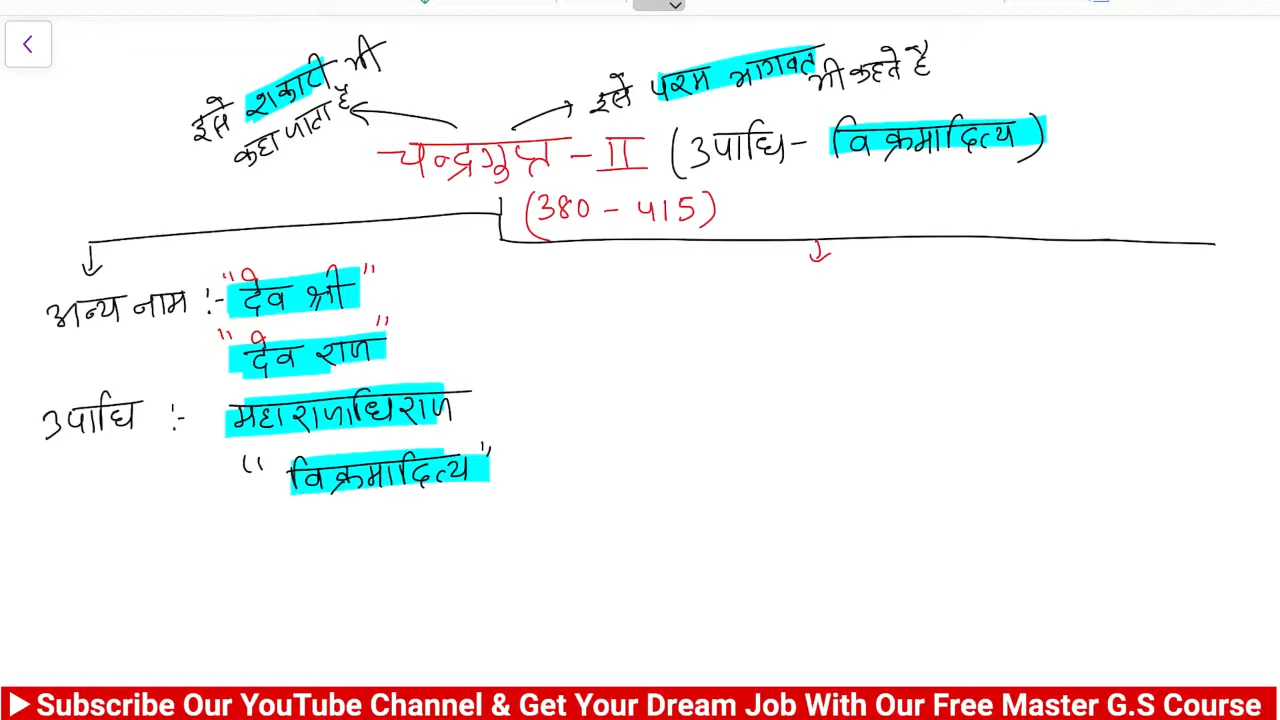 इसे शकारी भी
कहा जाता है
इसे परम भागवत भी कहते है
चन्द्रगुप्त - II (उपाधि- विक्रमादित्य)
(380 - 415)
अन्य नाम :- "देव श्री"
"देव राज"
उपाधि :- महाराजाधिराज
"विक्रमादित्य"
▶ Subscribe Our YouTube Channel & Get Your Dream Job With Our Free Master G.S Course